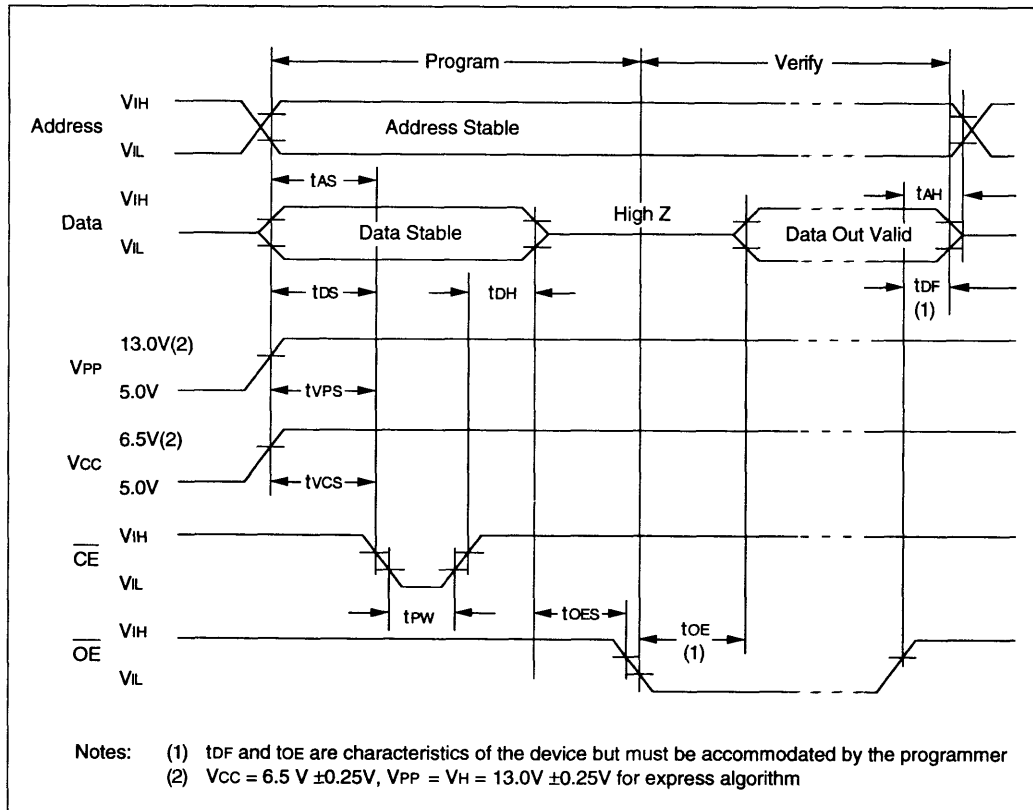 Program Verify
VIH
Address Address Stable
VIL
tAS tAH
VIH High Z
Data Data Stable Data Out Valid
VIL
tDS tDH tDF
(1)
13.0V(2)
VPP
5.0V tVPS
6.5V(2)
VCC
5.0V tVCS
VIH
CE
VIL
tPW tOES tOE
(1)
VIH
OE
VIL
Notes: (1) tDF and tOE are characteristics of the device but must be accommodated by the programmer
(2) VCC = 6.5 V ±0.25V, VPP = VH = 13.0V ±0.25V for express algorithm